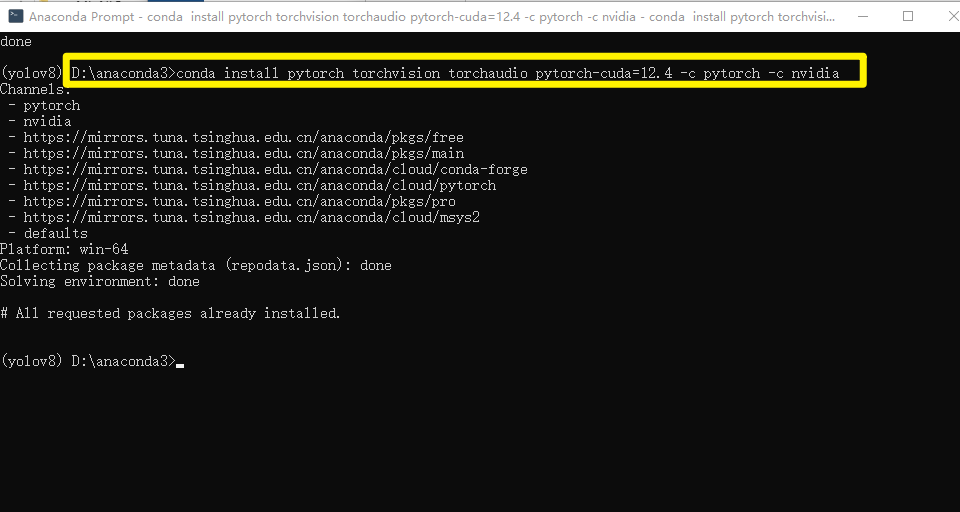 Anaconda Prompt - conda  install pytorch torchvision torchaudio pytorch-cuda=12.4 -c pytorch -c nvidia - conda  install pytorch torchvisi...
done
(yolov8) D:\anaconda3>conda install pytorch torchvision torchaudio pytorch-cuda=12.4 -c pytorch -c nvidia
Channels:
 - pytorch
 - nvidia
 - https://mirrors.tuna.tsinghua.edu.cn/anaconda/pkgs/free
 - https://mirrors.tuna.tsinghua.edu.cn/anaconda/pkgs/main
 - https://mirrors.tuna.tsinghua.edu.cn/anaconda/cloud/conda-forge
 - https://mirrors.tuna.tsinghua.edu.cn/anaconda/cloud/pytorch
 - https://mirrors.tuna.tsinghua.edu.cn/anaconda/pkgs/pro
 - https://mirrors.tuna.tsinghua.edu.cn/anaconda/cloud/msys2
 - defaults
Platform: win-64
Collecting package metadata (repodata.json): done
Solving environment: done
# All requested packages already installed.
(yolov8) D:\anaconda3>